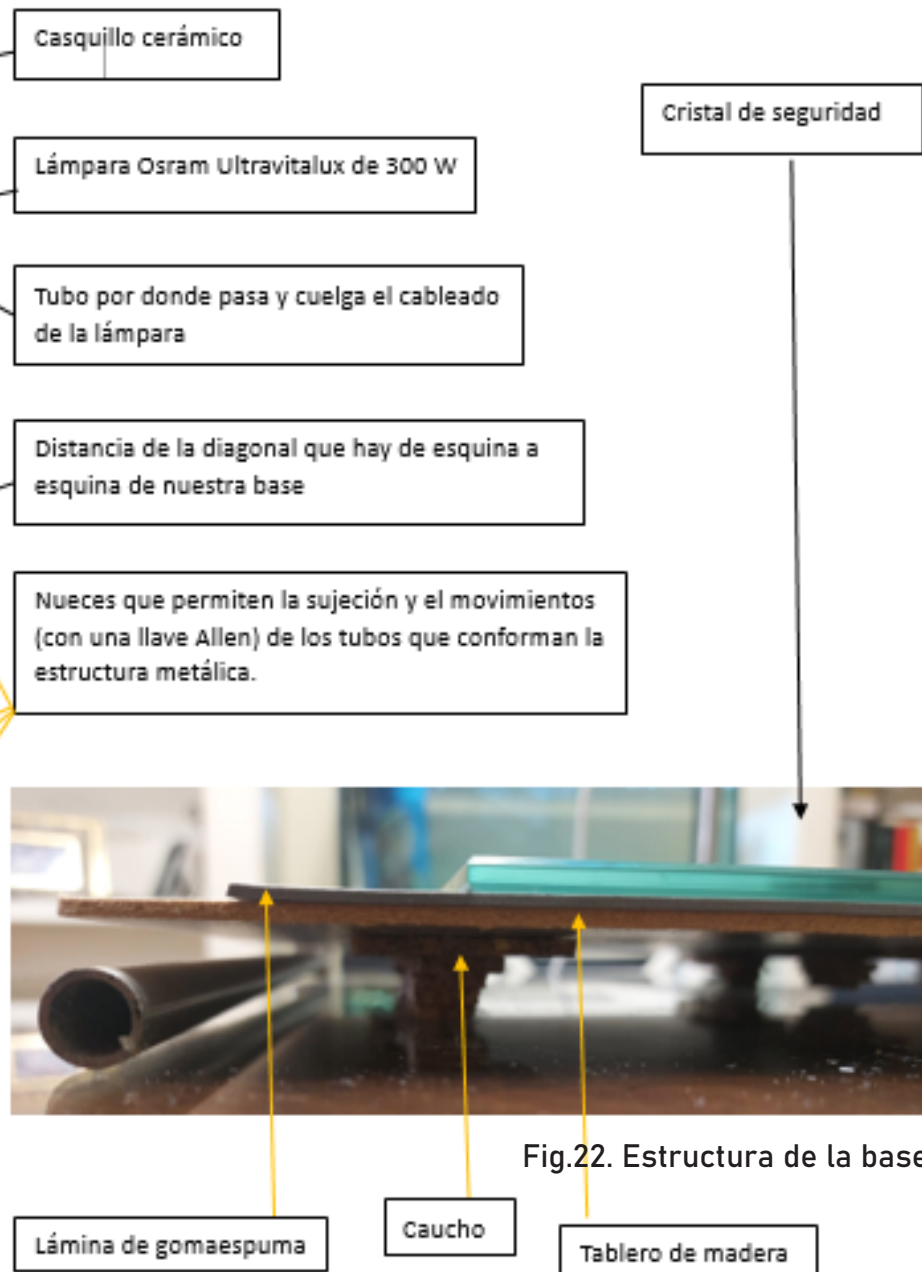 Casquillo cerámico
Cristal de seguridad
Lámpara Osram Ultravitalux de 300 W
Tubo por donde pasa y cuelga el cableado
de la lámpara
Distancia de la diagonal que hay de esquina a
esquina de nuestra base
Nueces que permiten la sujeción y el movimientos
(con una llave Allen) de los tubos que conforman la
estructura metálica.
Fig.22. Estructura de la base
Lámina de gomaespuma
Caucho
Tablero de madera